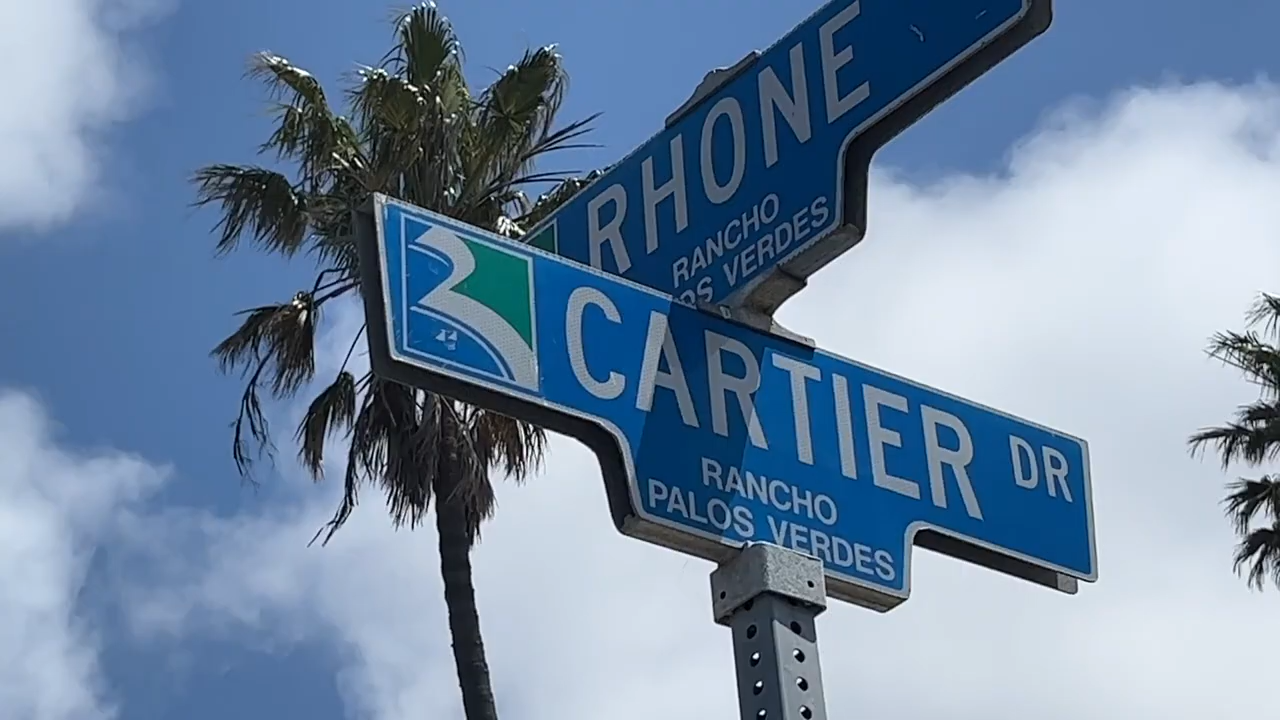 RHONE
RANCHO
VERDES
CARTIER DR
RANCHO
PALOS VERDES